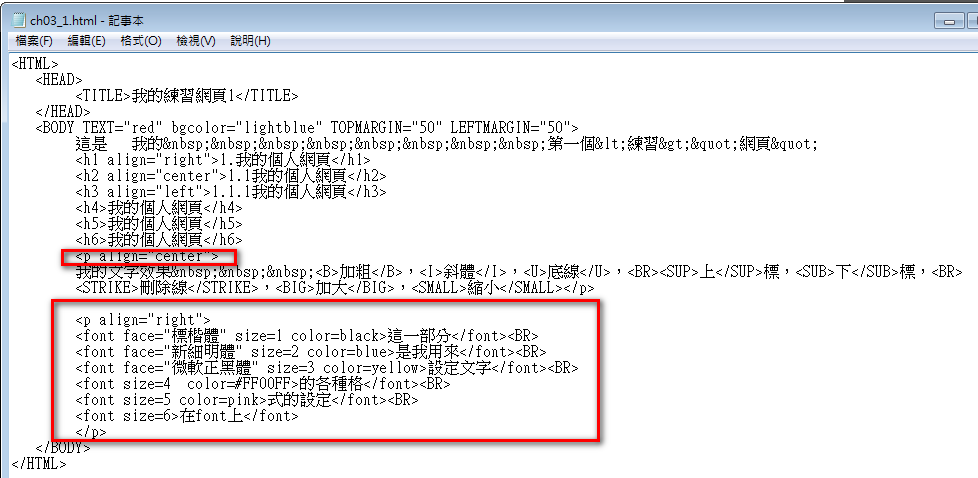 ch03_1.html - 記事本
檔案(F) 編輯(E) 格式(O) 檢視(V) 說明(H)
<HTML>
<HEAD>
<TITLE>我的練習網頁1</TITLE>
</HEAD>
<BODY TEXT="red" bgcolor="lightblue" TOPMARGIN="50" LEFTMARGIN="50">
這是 我的&nbsp;&nbsp;&nbsp;&nbsp;&nbsp;&nbsp;&nbsp;第一個&lt;練習&gt;&quot;網頁&quot;
<h1 align="right">1.我的個人網頁</h1>
<h2 align="center">1.1我的個人網頁</h2>
<h3 align="left">1.1.1我的個人網頁</h3>
<h4>我的個人網頁</h4>
<h5>我的個人網頁</h5>
<h6>我的個人網頁</h6>
<p align="center">
我的文字效果&nbsp;&nbsp;&nbsp;<B>加粗</B>，<I>斜體</I>，<U>底線</U>，<BR><SUP>上</SUP>標，<SUB>下</SUB>標，<BR>
<STRIKE>刪除線</STRIKE>，<BIG>加大</BIG>，<SMALL>縮小</SMALL></p>
<p align="right">
<font face="標楷體" size=1 color=black>這一部分</font><BR>
<font face="新細明體" size=2 color=blue>是我用來</font><BR>
<font face="微軟正黑體" size=3 color=yellow>設定文字</font><BR>
<font size=4  color=#FF00FF>的各種格</font><BR>
<font size=5 color=pink>式的設定</font><BR>
<font size=6>在font上</font>
</p>
</BODY>
</HTML>